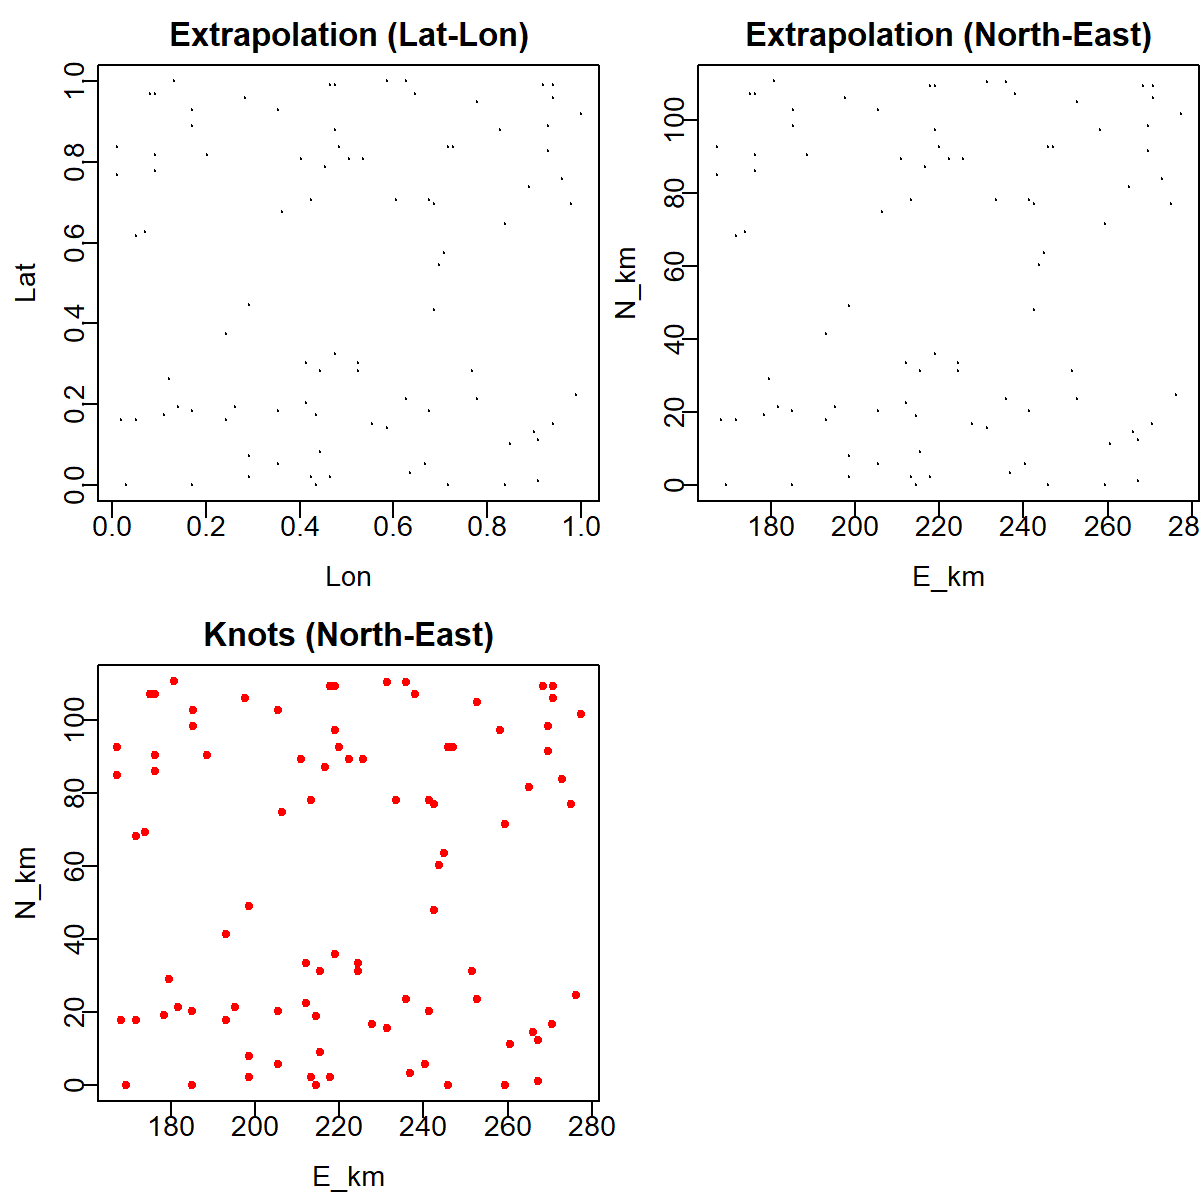 Extrapolation (Lat-Lon)
Lat
1.0
0.8
0.6
0.4
0.2
0.0
0.0 0.2 0.4 0.6 0.8 1.0
Lon
Extrapolation (North-East)
N_km
100
80
60
40
20
0
180 200 220 240 260 28
E_km
Knots (North-East)
N_km
100
80
60
40
20
0
180 200 220 240 260 280
E_km